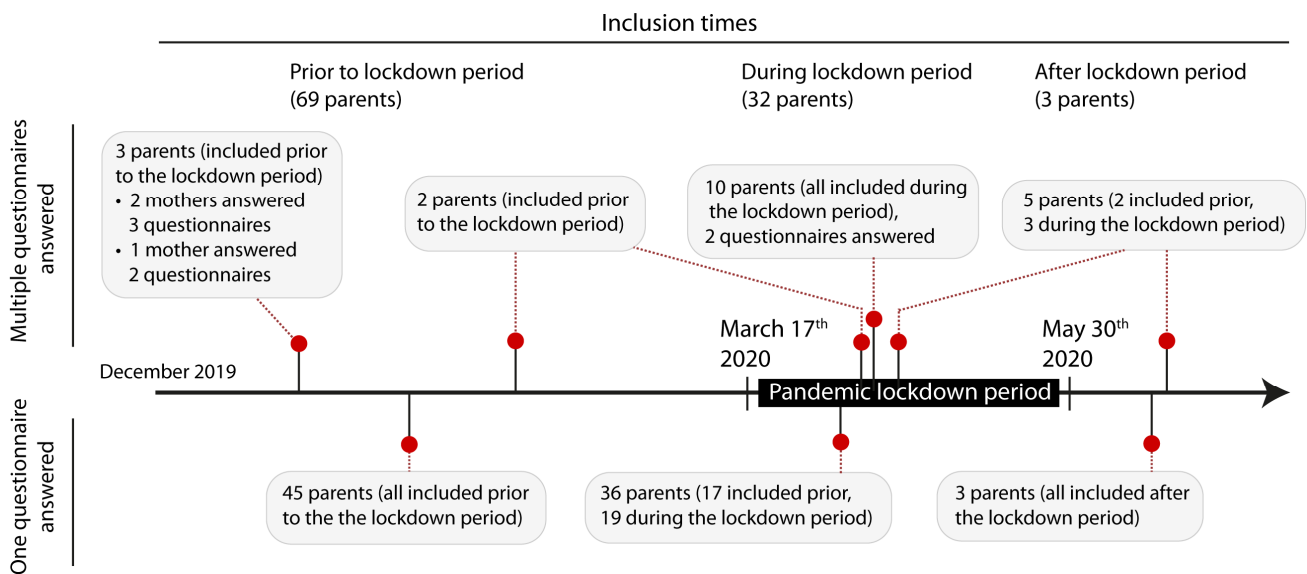 Inclusion times
Prior to lockdown period
(69 parents)
During lockdown period
(32 parents)
After lockdown period
(3 parents)
Multiple questionnaires
answered
3 parents (included prior
to the lockdown period)
• 2 mothers answered
3 questionnaires
• 1 mother answered
2 questionnaires
2 parents (included prior
to the lockdown period)
10 parents (all included during
the lockdown period),
2 questionnaires answered
5 parents (2 included prior,
3 during the lockdown period)
March 17th
2020
May 30th
2020
December 2019
Pandemic lockdown period
One questionnaire
answered
45 parents (all included prior
to the the lockdown period)
36 parents (17 included prior,
19 during the lockdown period)
3 parents (all included after
the lockdown period)